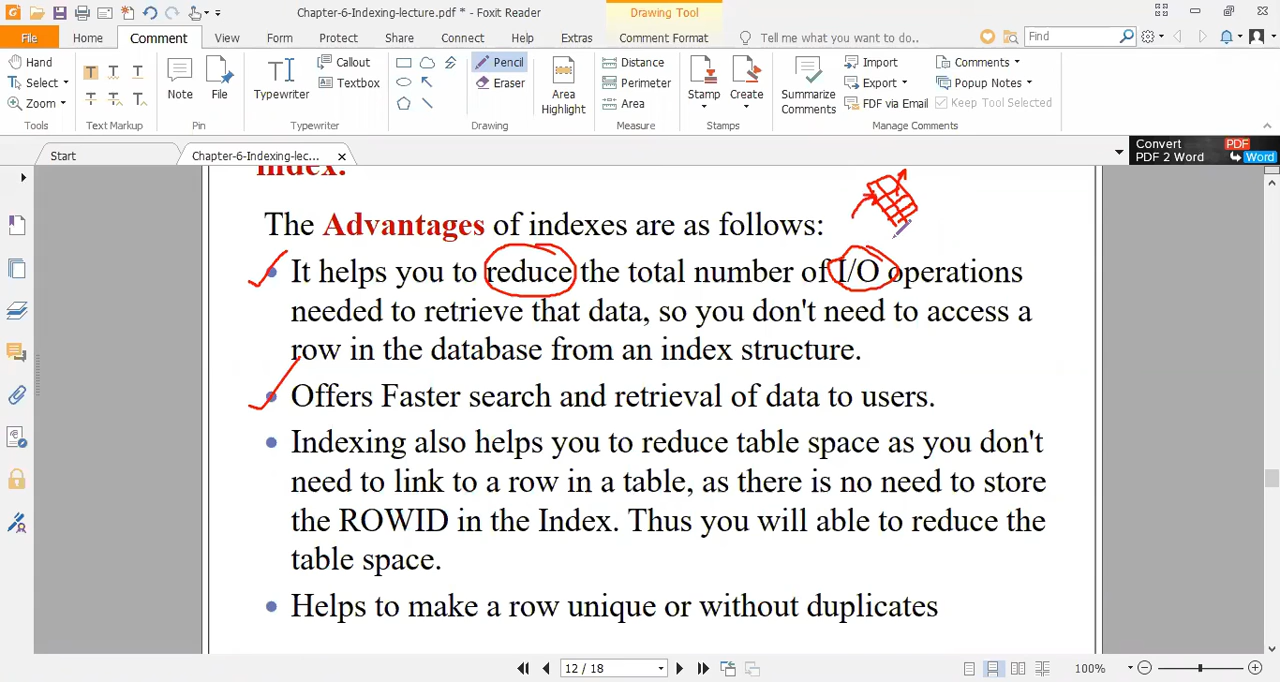 Chapter-6-Indexing-lecture.pdf * - Foxit Reader
Drawing Tool
File Home Comment View Form Protect Share Connect Help Extras Comment Format Tell me what you want to do.. Find
Hand
Select
Zoom
Tools
Text Markup
Note
File
Pin
Typewriter
Callout
Textbox
Typewriter
Pencil
Eraser
Drawing
Area Highlight
Distance
Perimeter
Area
Measure
Stamp
Create
Stamps
Summarize Comments
Import
Export
FDF via Email
Comments
Popup Notes
Keep Tool Selected
Manage Comments
Start
Chapter-6-Indexing-lec...
Convert PDF
PDF 2 Word Word
Index.
The Advantages of indexes are as follows:
It helps you to reduce the total number of I/O operations
needed to retrieve that data, so you don't need to access a
row in the database from an index structure.
Offers Faster search and retrieval of data to users.
Indexing also helps you to reduce table space as you don't
need to link to a row in a table, as there is no need to store
the ROWID in the Index. Thus you will able to reduce the
table space.
Helps to make a row unique or without duplicates
12 / 18
100%